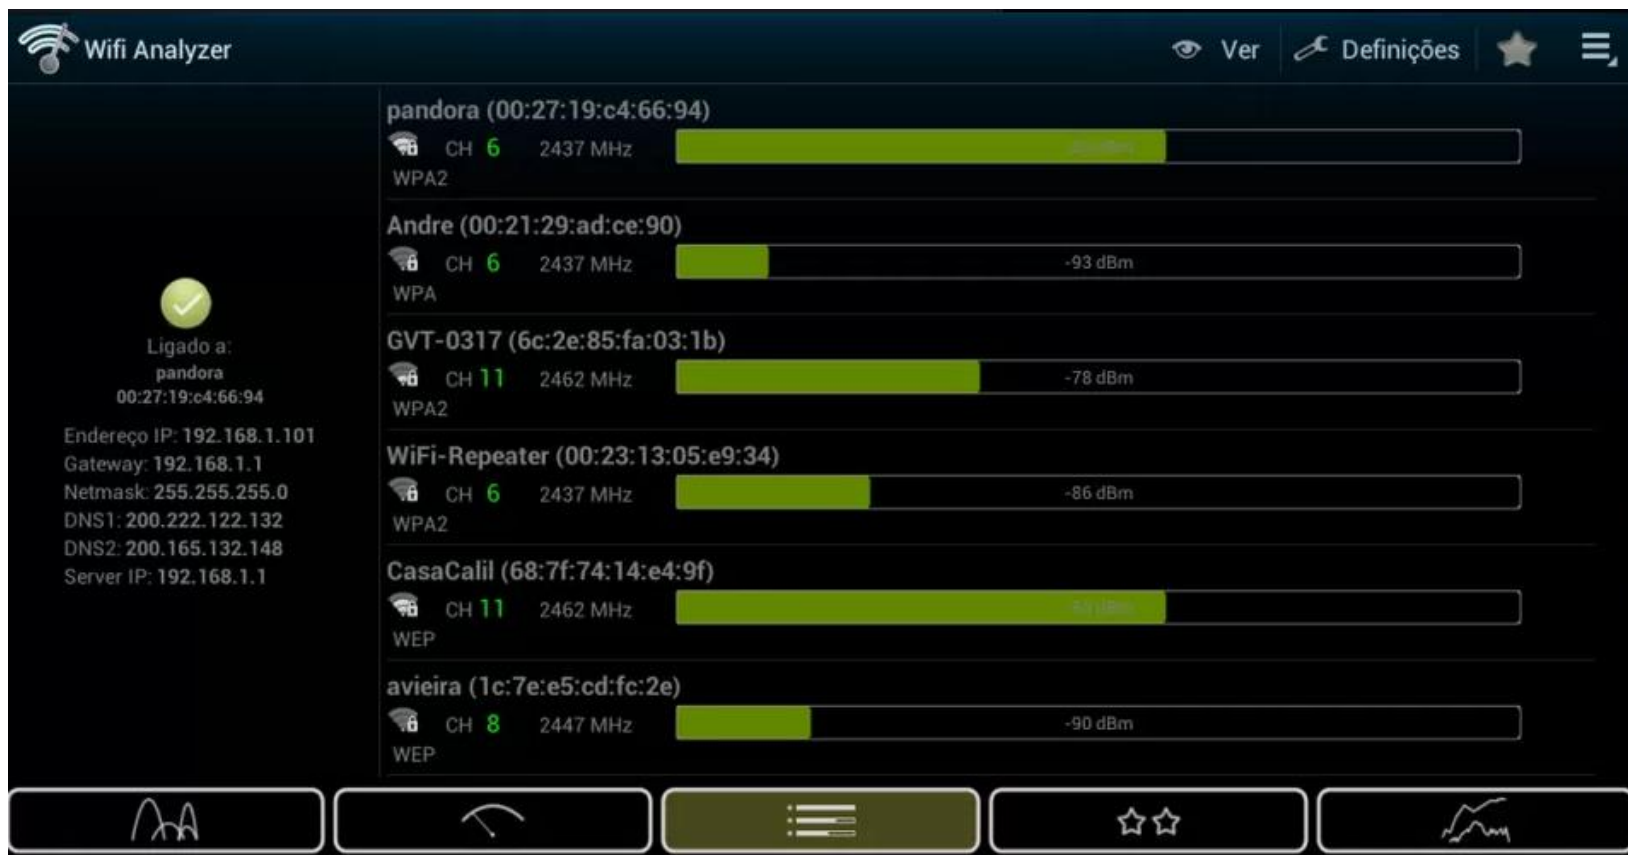 Wifi Analyzer
Ver
Definições
Ligado a:
pandora
00:27:19:c4:66:94
Endereço IP: 192.168.1.101
Gateway: 192.168.1.1
Netmask: 255.255.255.0
DNS1: 200.222.122.132
DNS2: 200.165.132.148
Server IP: 192.168.1.1
pandora (00:27:19:c4:66:94)
CH 6 2437 MHz
WPA2
Andre (00:21:29:ad:ce:90)
CH 6 2437 MHz -93 dBm
WPA
GVT-0317 (6c:2e:85:fa:03:1b)
CH 11 2462 MHz -78 dBm
WPA2
WiFi-Repeater (00:23:13:05:e9:34)
CH 6 2437 MHz -86 dBm
WPA2
CasaCalil (68:7f:74:14:e4:9f)
CH 11 2462 MHz
WEP
avieira (1c:7e:e5:cd:fc:2e)
CH 8 2447 MHz -90 dBm
WEP